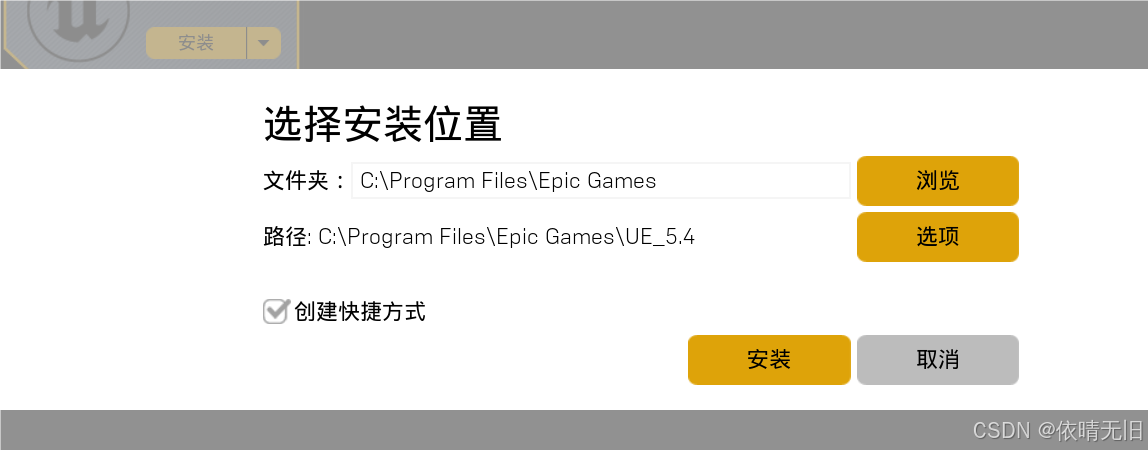 安装
选择安装位置
文件夹： C:\Program Files\Epic Games 浏览
路径: C:\Program Files\Epic Games\UE_5.4 选项
创建快捷方式
安装 取消
CSDN @依晴无旧